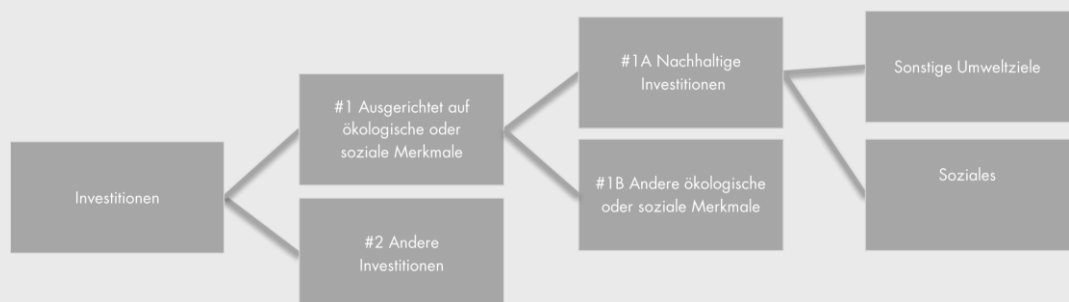 Investitionen
#1 Ausgerichtet auf
ökologische oder
soziale Merkmale
#2 Andere
Investitionen
#1A Nachhaltige
Investitionen
#1B Andere ökologische
oder soziale Merkmale
Sonstige Umweltziele
Soziales